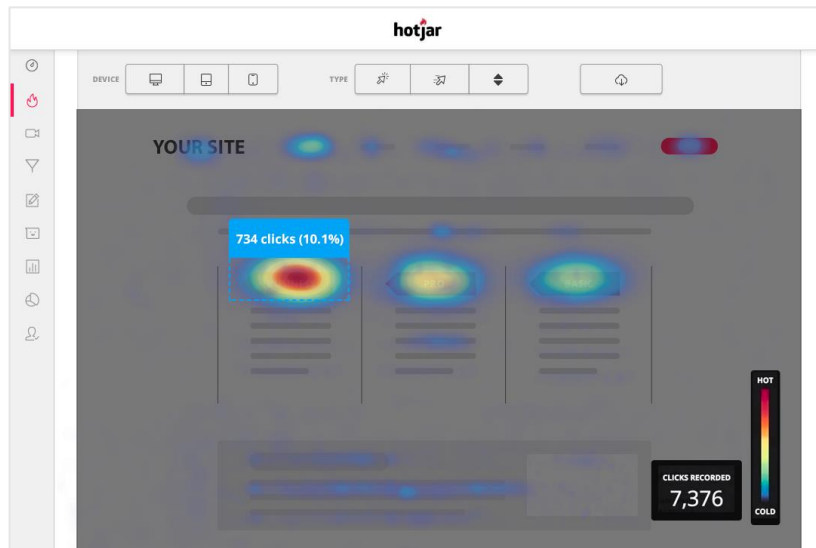 hotjar
DEVICE
TYPE
YOUR SITE
734 clicks (10.1%)
HOT
CLICKS RECORDED
7,376
COLD